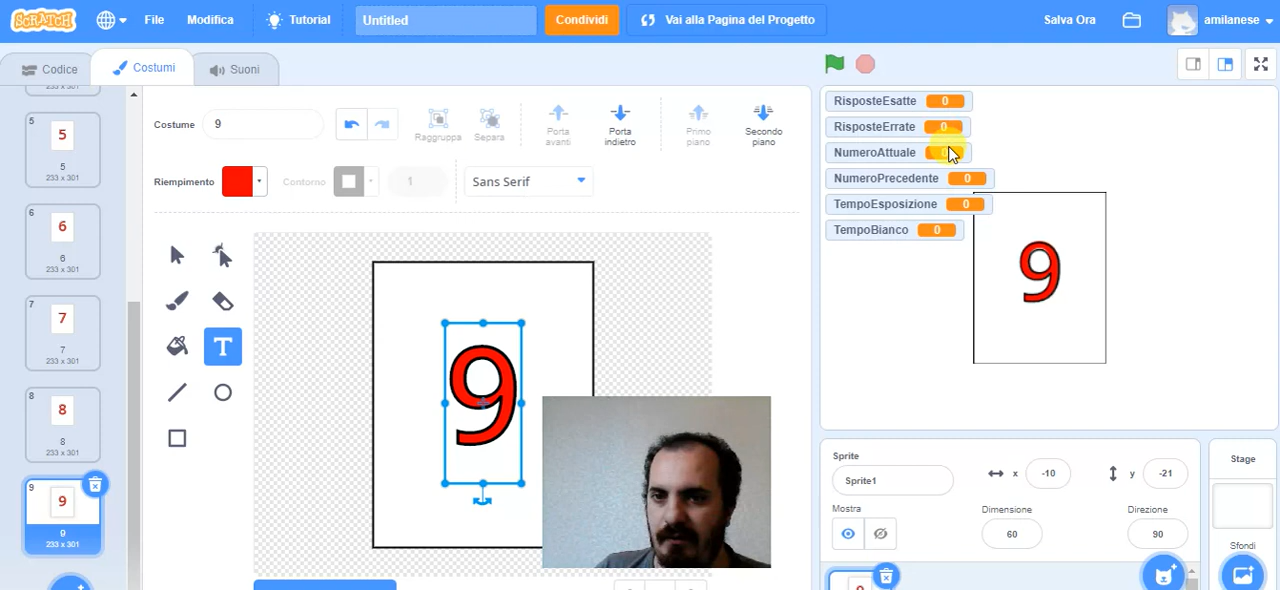 SCRATCH File Modifica Tutorial Untitled Condividi Vai alla Pagina del Progetto Salva Ora amilanese
Codice Costumi Suoni
233 x 301
5
5
5
233 x 301
6
6
6
233 x 301
7
7
7
233 x 301
8
8
8
233 x 301
9
9
9
233 x 301
Costume 9
Raggruppa Separa Porta avanti Porta indietro Primo piano Secondo piano
Riempimento Contorno 1 Sans Serif
T
9
RisposteEsatte 0
RisposteErrate 0
NumeroAttuale 0
NumeroPrecedente 0
TempoEsposizione 0
TempoBianco 0
9
Sprite
Sprite1 x -10 y -21
Mostra Dimensione Direzione
60 90
Stage
Sfondi
9